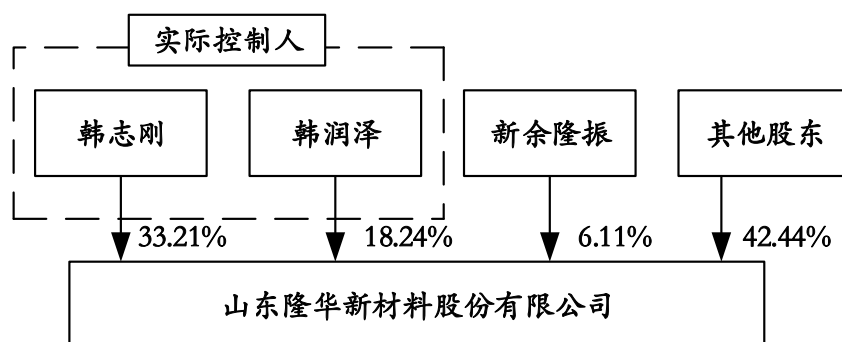 实际控制人
韩志刚
韩润泽
新余隆振
其他股东
33.21%
18.24%
6.11%
42.44%
山东隆华新材料股份有限公司